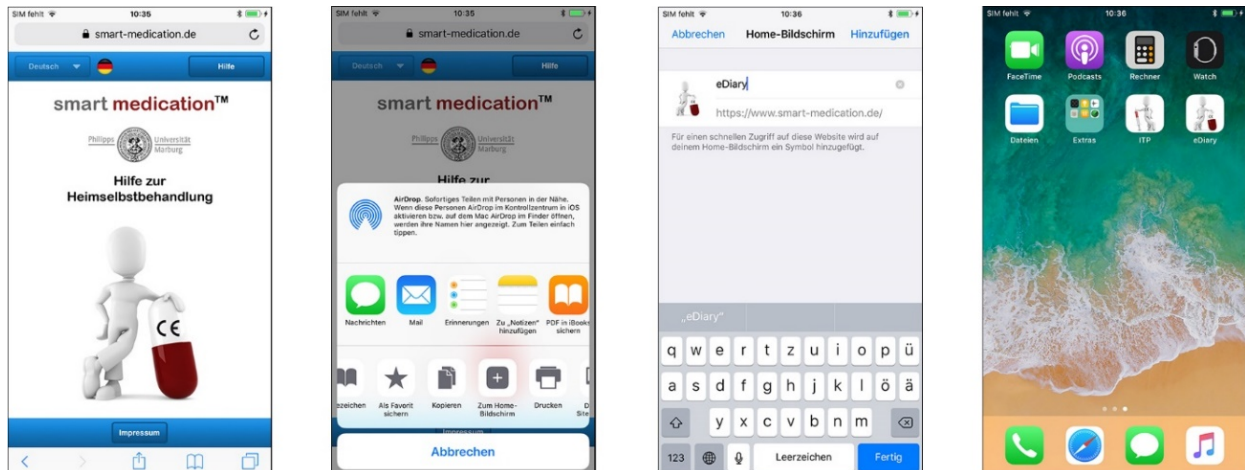 SIM fehlt 10:35
smart-medication.de
Deutsch
Hilfe
smart medication™
Philipps Universität
Marburg
Hilfe zur
Heimselbstbehandlung
CE
Impressum
SIM fehlt 10:35
smart-medication.de
Deutsch
Hilfe
smart medication™
Philipps Universität
Marburg
Hilfe zur
AirDrop. Sofortiges Teilen mit Personen in der Nähe.
Wenn diese Personen AirDrop im Kontrollzentrum in iOS
aktivieren bzw. auf dem Mac AirDrop im Finder öffnen,
werden ihre Namen hier angezeigt. Zum Teilen einfach
tippen.
Nachrichten
Mail
Erinnerungen
Zu „Notizen“
hinzufügen
PDF in iBooks
sichern
ezeichen
Als Favorit
sichern
Kopieren
Zum Home-
Bildschirm
Drucken
D
Site
Impressum
Abbrechen
SIM fehlt 10:36
Abbrechen Home-Bildschirm Hinzufügen
eDiary
https://www.smart-medication.de/
Für einen schnellen Zugriff auf diese Website wird auf
deinem Home-Bildschirm ein Symbol hinzugefügt.
„eDiary“
q w e r t z u i o p ü
a s d f g h j k l ö ä
y x c v b n m
123 Leerzeichen Fertig
SIM fehlt 10:36
FaceTime Podcasts Rechner Watch
Dateien Extras ITP eDiary